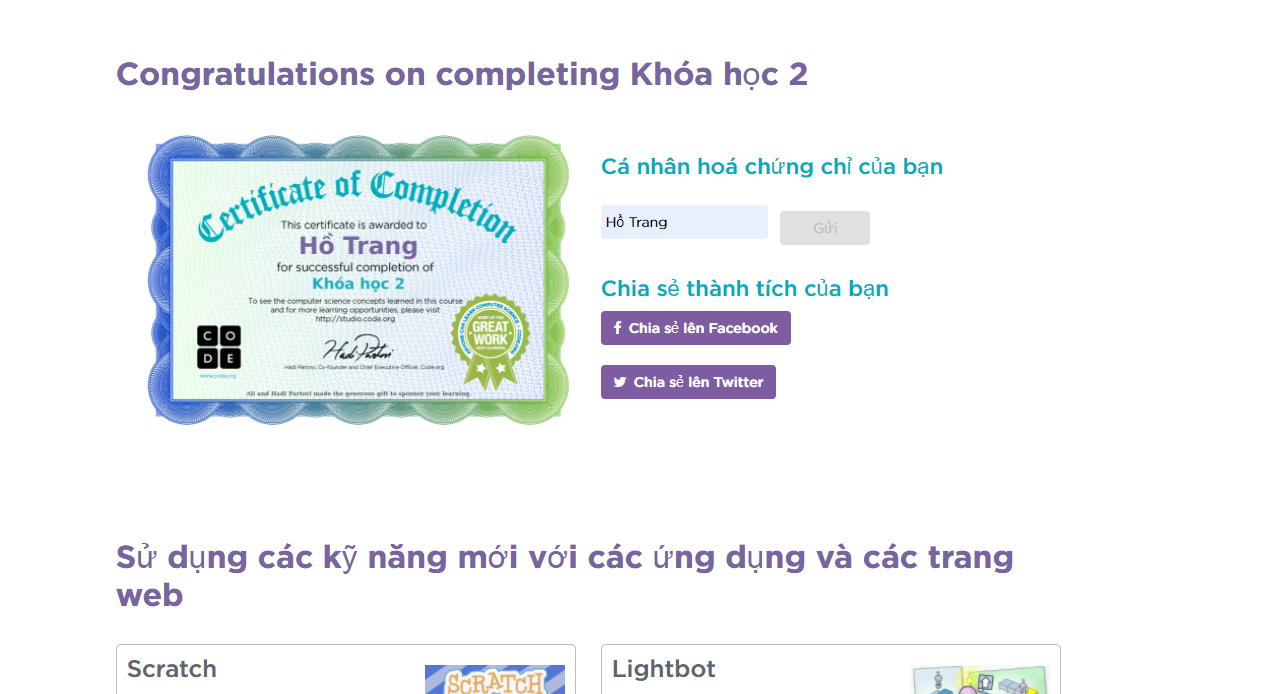 Congratulations on completing Khóa học 2
Certificate of Completion
This certificate is awarded to
Hồ Trang
for successful completion of
Khóa học 2
To see the computer science concepts learned in this course
and for more learning opportunities, please visit
http://studio.code.org
C O
D E
www.code.org
Hadi Partovi
Hadi Partovi, Co-founder and Chief Executive Officer, Code.org
GREAT
WORK
Ali and Hadi Partovi made the generous gift to sponsor your learning.
Cá nhân hoá chứng chỉ của bạn
Hồ Trang
Gửi
Chia sẻ thành tích của bạn
Chia sẻ lên Facebook
Chia sẻ lên Twitter
Sử dụng các kỹ năng mới với các ứng dụng và các trang
web
Scratch
SCRATCH
Lightbot